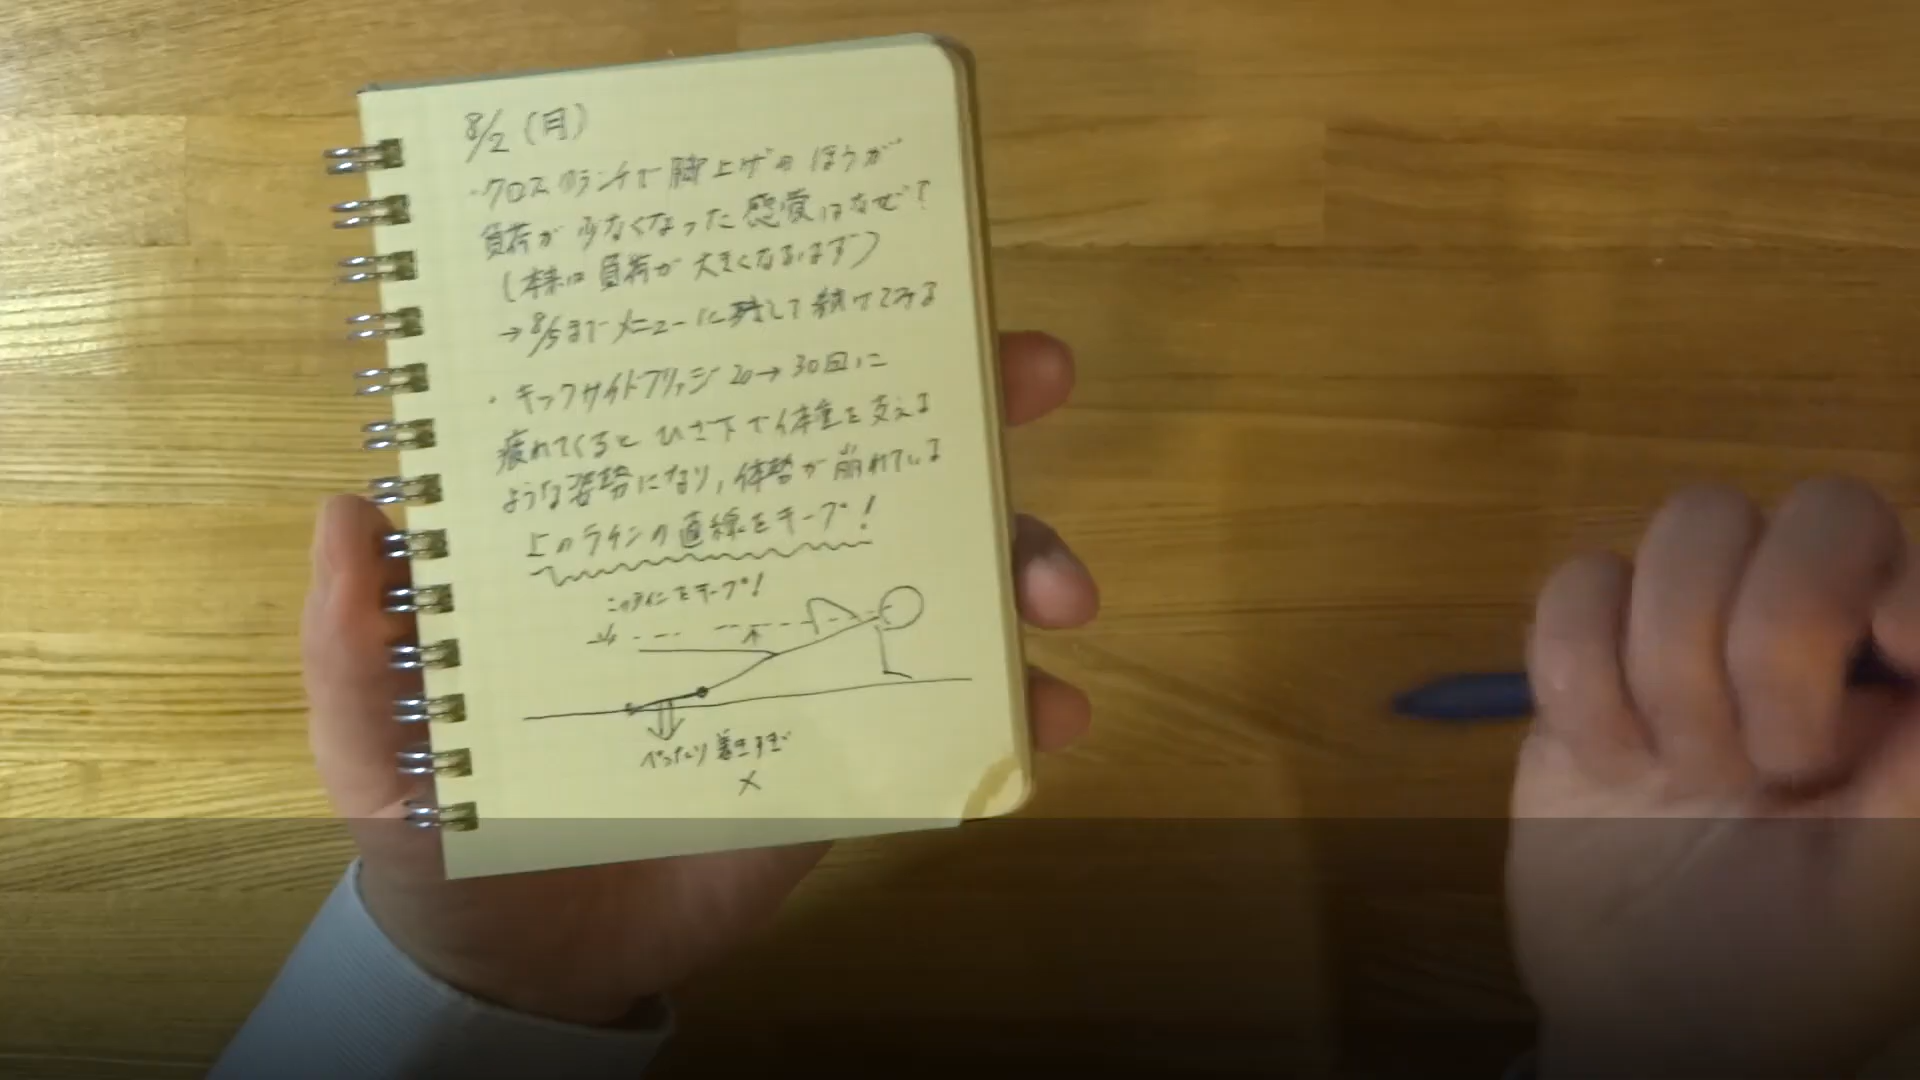 8/2 (月)
・クロスクランチで脚上げのほうが
負荷が少なくなった感覚はなぜ?
(本来は負荷が大きくなるはず)
→8/5までメニューに残して続けてみる
・キックサイドブリッジ 20→30回に
疲れてくると ひざ下で体重を支える
ような姿勢になり,体勢が崩れている
上のラインの直線をキープ!
このラインをキープ!
べったり着きすぎ
×